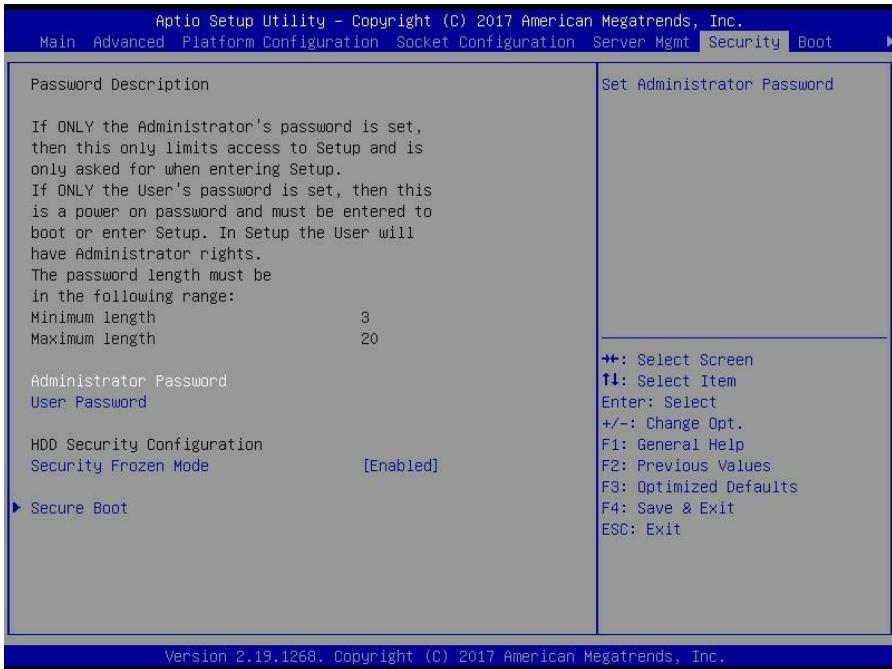 Aptio Setup Utility – Copyright (C) 2017 American Megatrends, Inc.
Main Advanced Platform Configuration Socket Configuration Server Mgmt Security Boot
Password Description
If ONLY the Administrator's password is set,
then this only limits access to Setup and is
only asked for when entering Setup.
If ONLY the User's password is set, then this
is a power on password and must be entered to
boot or enter Setup. In Setup the User will
have Administrator rights.
The password length must be
in the following range:
Minimum length 3
Maximum length 20
Administrator Password
User Password
HDD Security Configuration
Security Frozen Mode [Enabled]
Secure Boot
Set Administrator Password
→←: Select Screen
↑↓: Select Item
Enter: Select
+/-: Change Opt.
F1: General Help
F2: Previous Values
F3: Optimized Defaults
F4: Save & Exit
ESC: Exit
Version 2.19.1268. Copyright (C) 2017 American Megatrends, Inc.